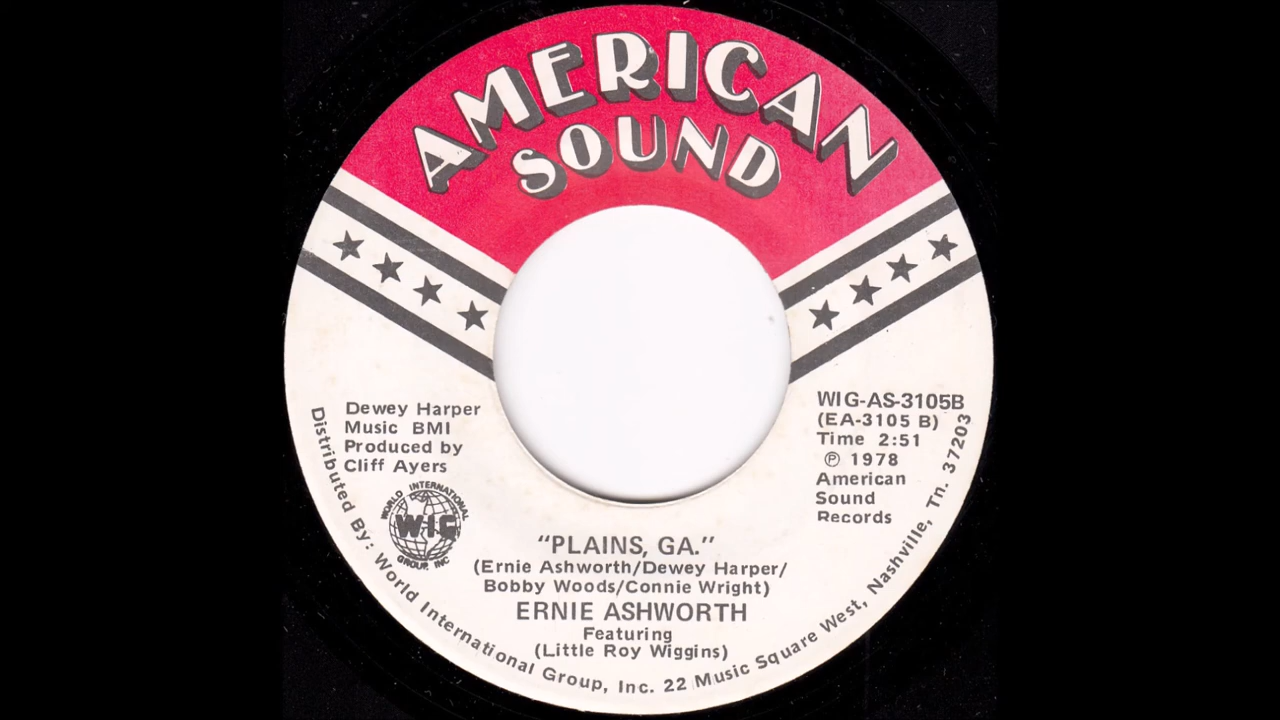 AMERICAN
SOUND
Dewey Harper
Music BMI
Produced by
Cliff Ayers
WORLD INTERNATIONAL
WIG
GROUP, INC
WIG-AS-3105B
(EA-3105 B)
Time 2:51
℗ 1978
American
Sound
Records
"PLAINS, GA."
(Ernie Ashworth/Dewey Harper/
Bobby Woods/Connie Wright)
ERNIE ASHWORTH
Featuring
(Little Roy Wiggins)
Distributed By: World International Group, Inc. 22 Music Square West, Nashville, Tn. 37203